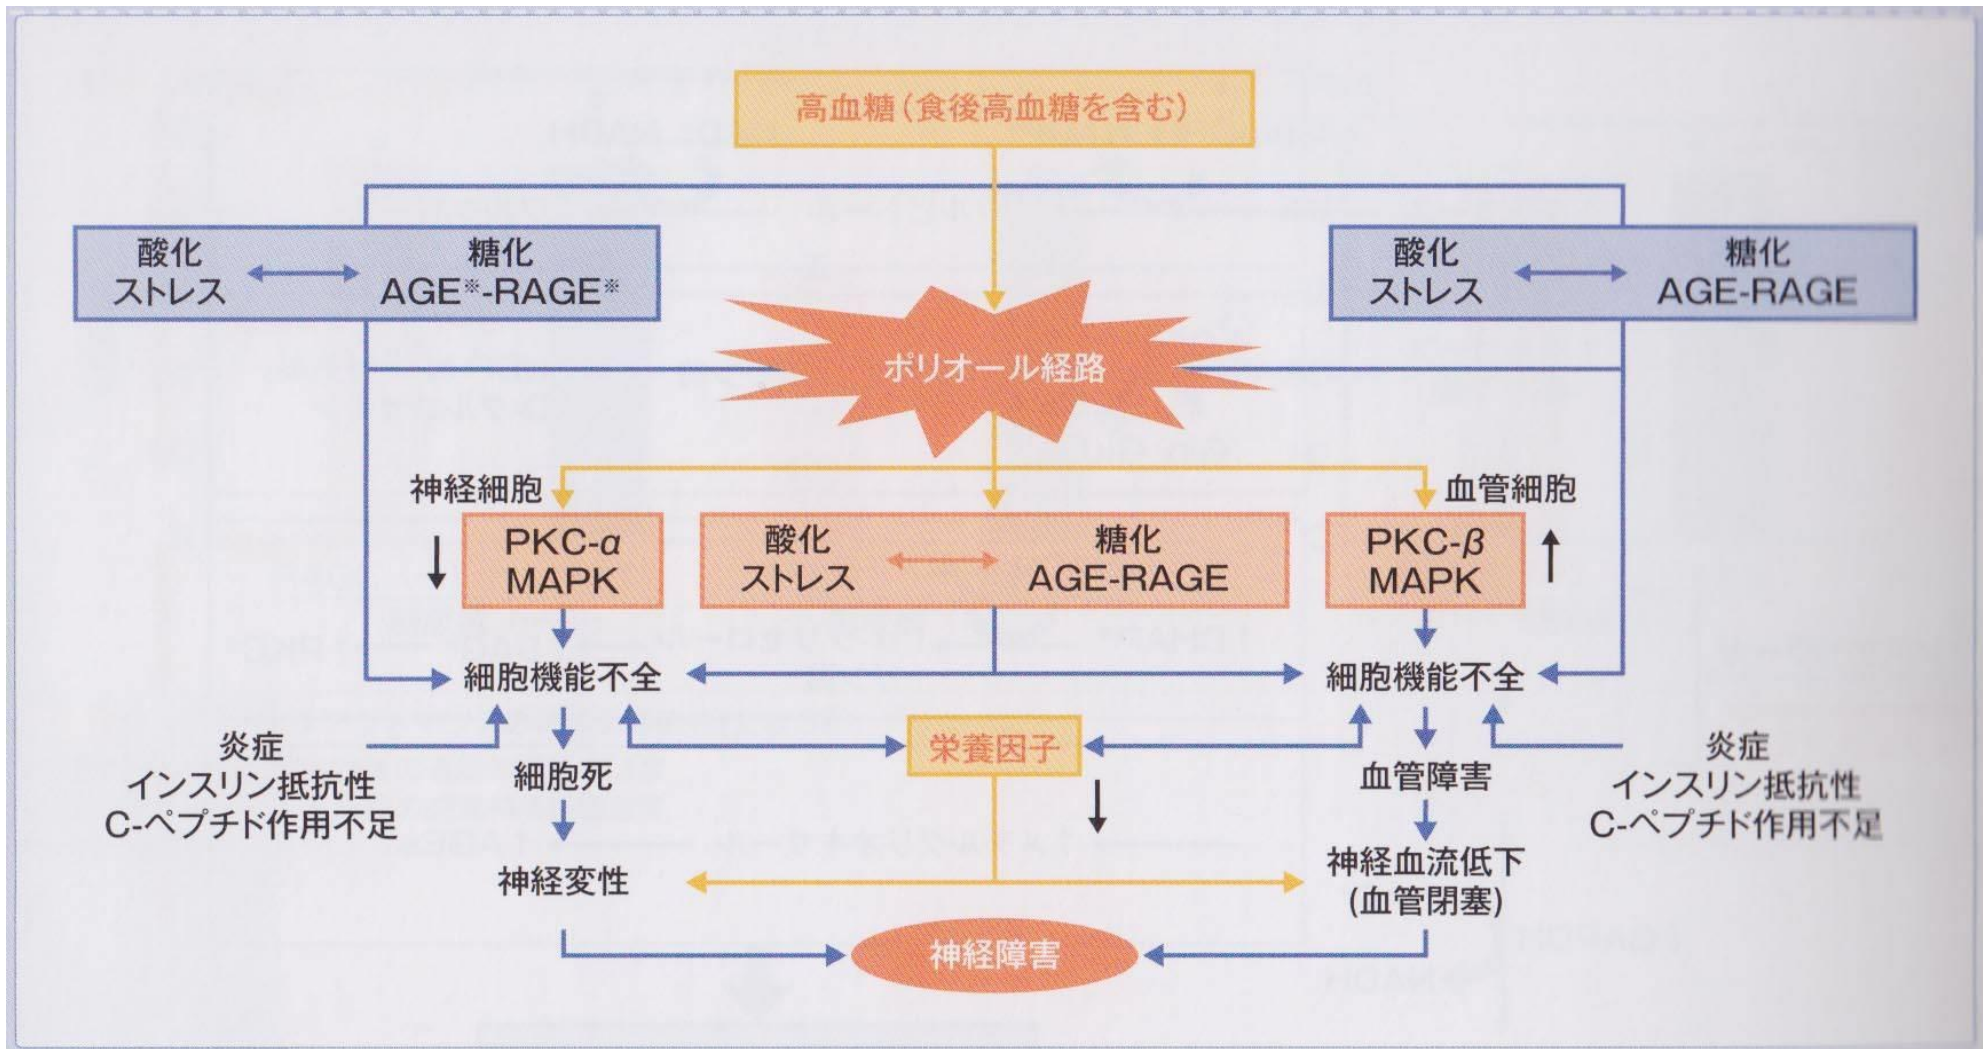 高血糖（食後高血糖を含む）
酸化
ストレス
糖化
AGE※-RAGE※
酸化
ストレス
糖化
AGE-RAGE
ポリオール経路
神経細胞
血管細胞
PKC-α
MAPK
酸化
ストレス
糖化
AGE-RAGE
PKC-β
MAPK
細胞機能不全
細胞機能不全
炎症
インスリン抵抗性
C-ペプチド作用不足
細胞死
栄養因子
血管障害
炎症
インスリン抵抗性
C-ペプチド作用不足
神経変性
神経血流低下
(血管閉塞)
神経障害